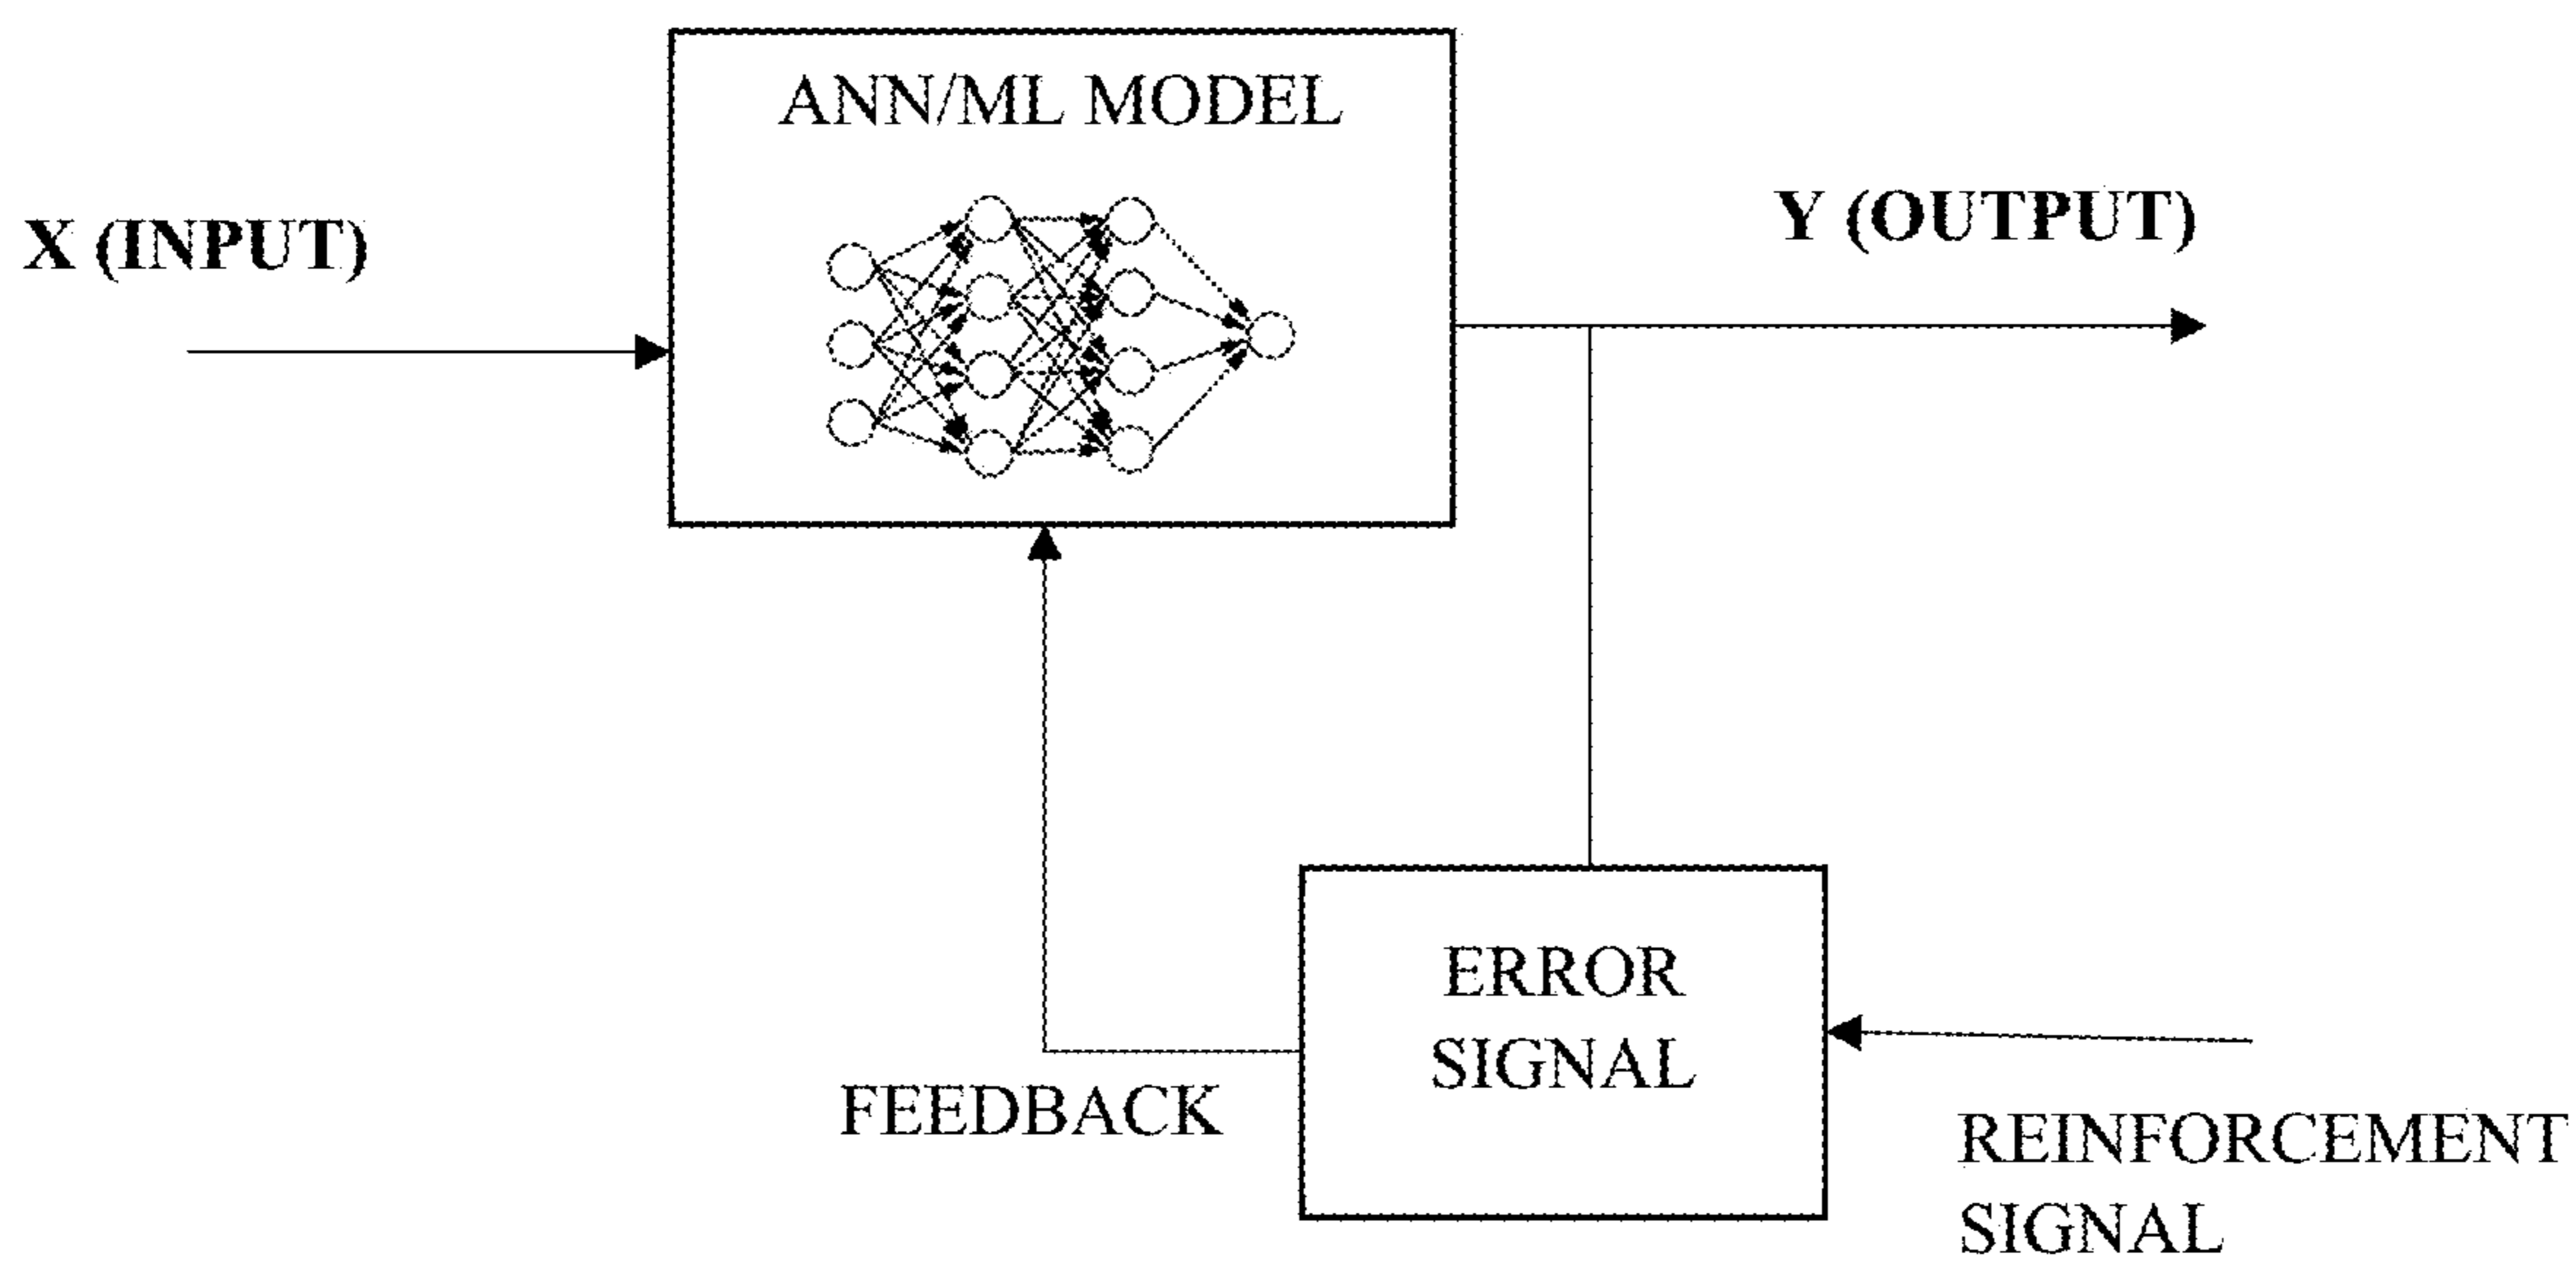 ANN/ML MODEL
X (INPUT)
Y (OUTPUT)
ERROR
SIGNAL
FEEDBACK
REINFORCEMENT
SIGNAL